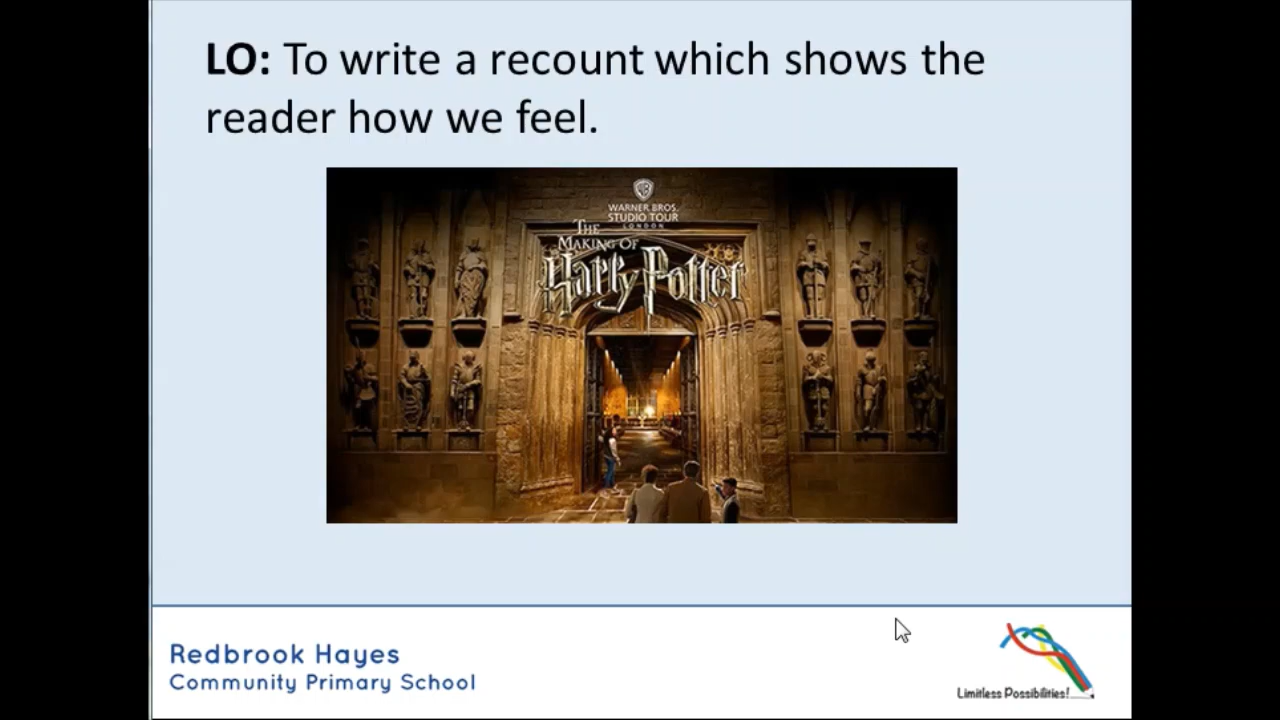 LO: To write a recount which shows the
reader how we feel.
WB
WARNER BROS.
STUDIO TOUR
LONDON
THE
MAKING OF
Harry Potter
Redbrook Hayes
Community Primary School
Limitless Possibilities!